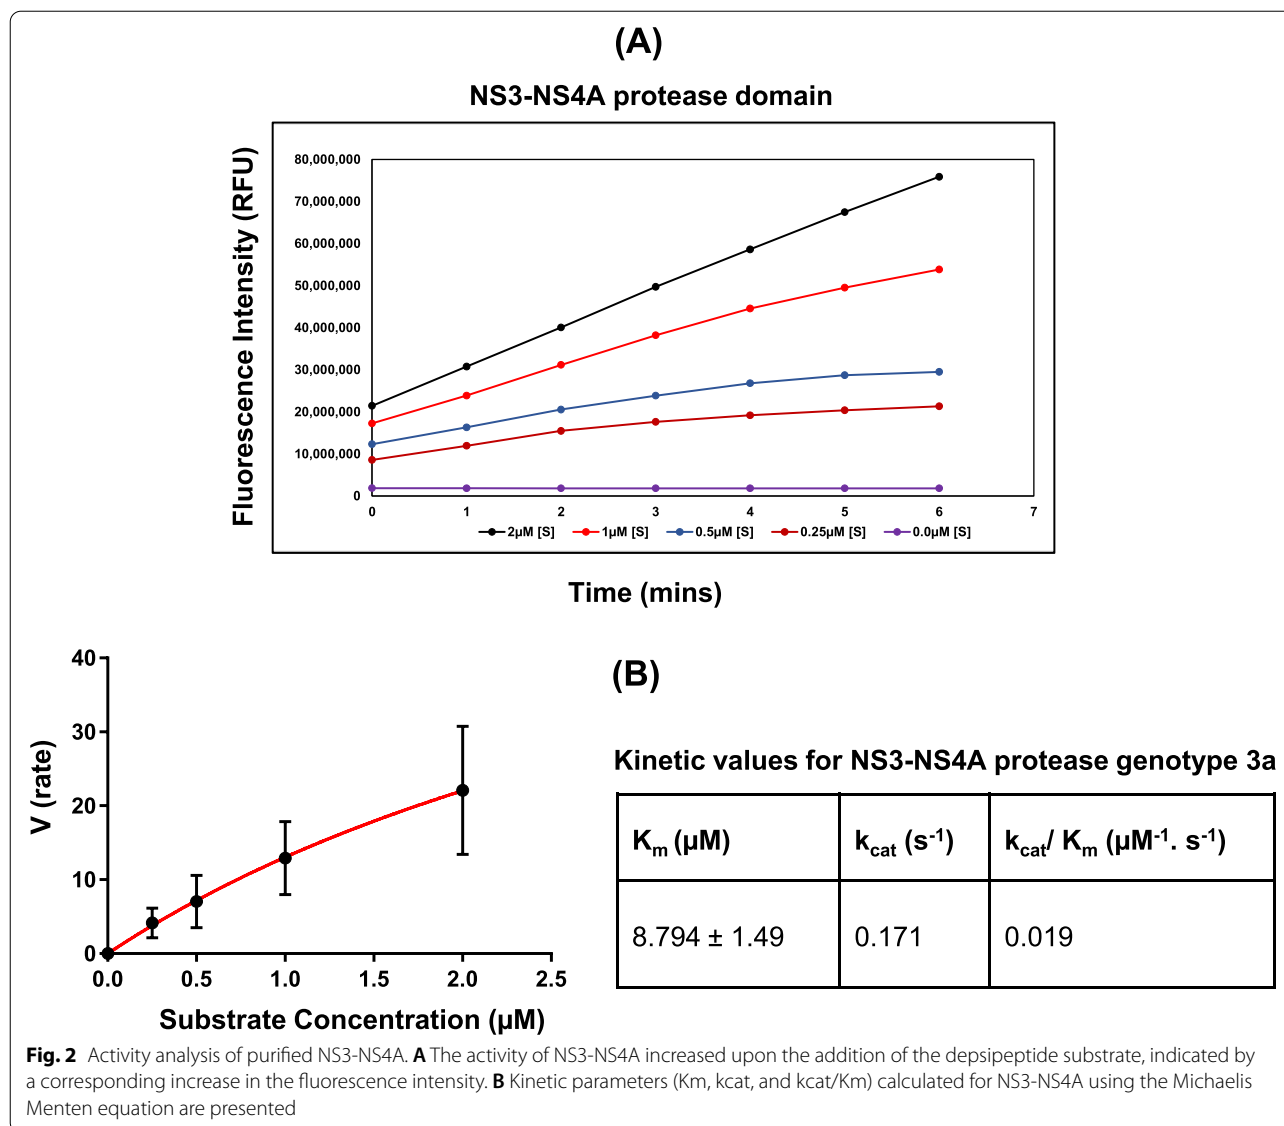 (A)
NS3-NS4A protease domain
Fluorescence Intensity (RFU)
80,000,000
70,000,000
60,000,000
50,000,000
40,000,000
30,000,000
20,000,000
10,000,000
0
0 1 2 3 4 5 6 7
2µM [S] 1µM [S] 0.5µM [S] 0.25µM [S] 0.0µM [S]
Time (mins)
V (rate)
40
30
20
10
0
0.0 0.5 1.0 1.5 2.0 2.5
Substrate Concentration (µM)
(B)
Kinetic values for NS3-NS4A protease genotype 3a
Km (µM) kcat (s-1) kcat/ Km (µM-1. s-1)
8.794 ± 1.49 0.171 0.019
Fig. 2 Activity analysis of purified NS3-NS4A. A The activity of NS3-NS4A increased upon the addition of the depsipeptide substrate, indicated by
a corresponding increase in the fluorescence intensity. B Kinetic parameters (Km, kcat, and kcat/Km) calculated for NS3-NS4A using the Michaelis
Menten equation are presented